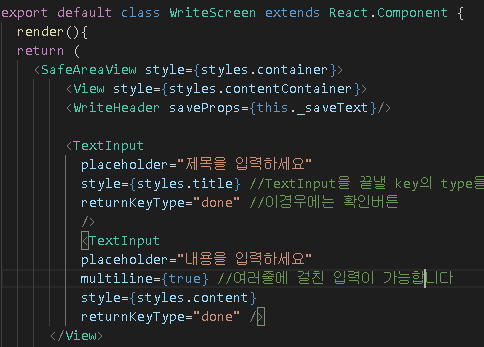 export default class WriteScreen extends React.Component {
render(){
return (
<SafeAreaView style={styles.container}>
<View style={styles.contentContainer}>
<WriteHeader saveProps={this._saveText}/>
<TextInput
placeholder="제목을 입력하세요"
style={styles.title} //TextInput을 끝낼 key의 type을
returnKeyType="done" //이경우에는 확인버튼
/>
<TextInput
placeholder="내용을 입력하세요"
multiline={true} //여러줄에 걸친 입력이 가능합니다
style={styles.content}
returnKeyType="done" />
</View>